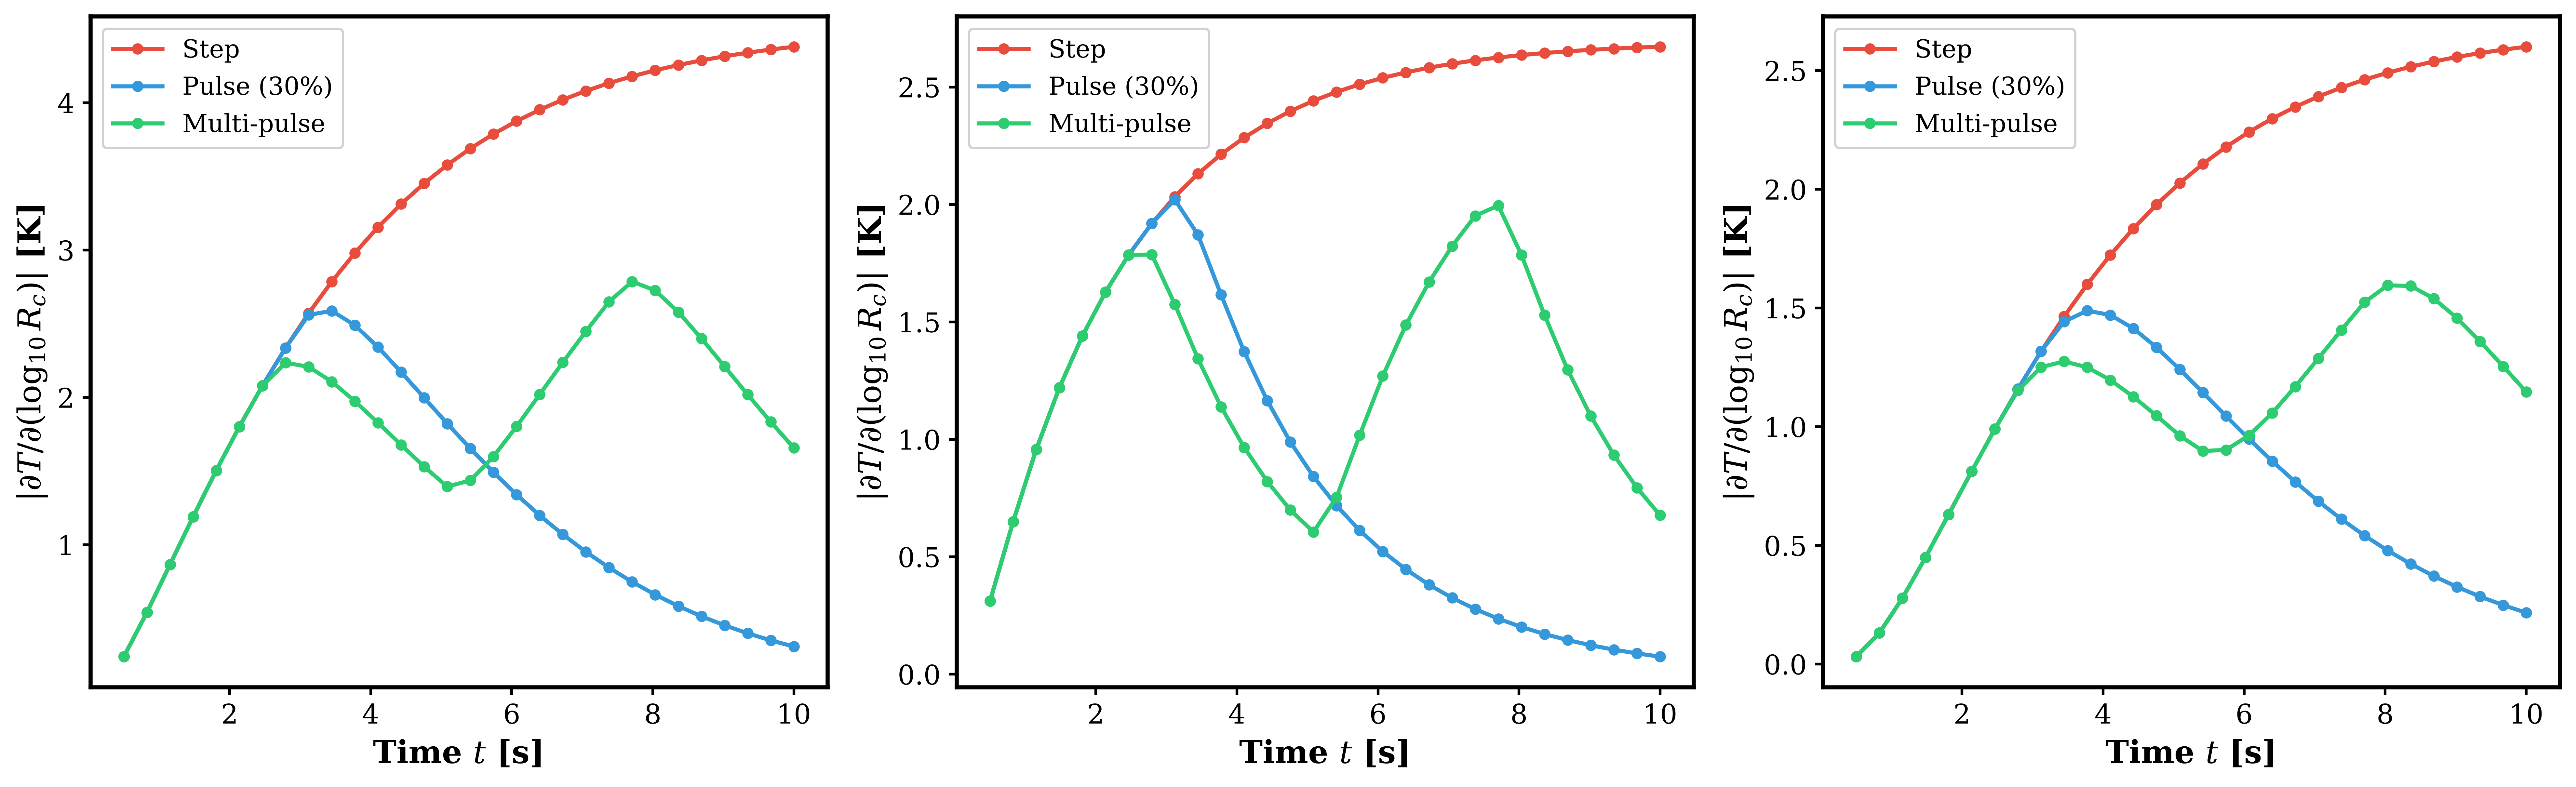 Step
Pulse (30%)
Multi-pulse
4
3
2
1
2
4
6
8
10
|∂T/∂(log₁₀ R_c)| [K]
Time t [s]
Step
Pulse (30%)
Multi-pulse
2.5
2.0
1.5
1.0
0.5
0.0
2
4
6
8
10
|∂T/∂(log₁₀ R_c)| [K]
Time t [s]
Step
Pulse (30%)
Multi-pulse
2.5
2.0
1.5
1.0
0.5
0.0
2
4
6
8
10
|∂T/∂(log₁₀ R_c)| [K]
Time t [s]